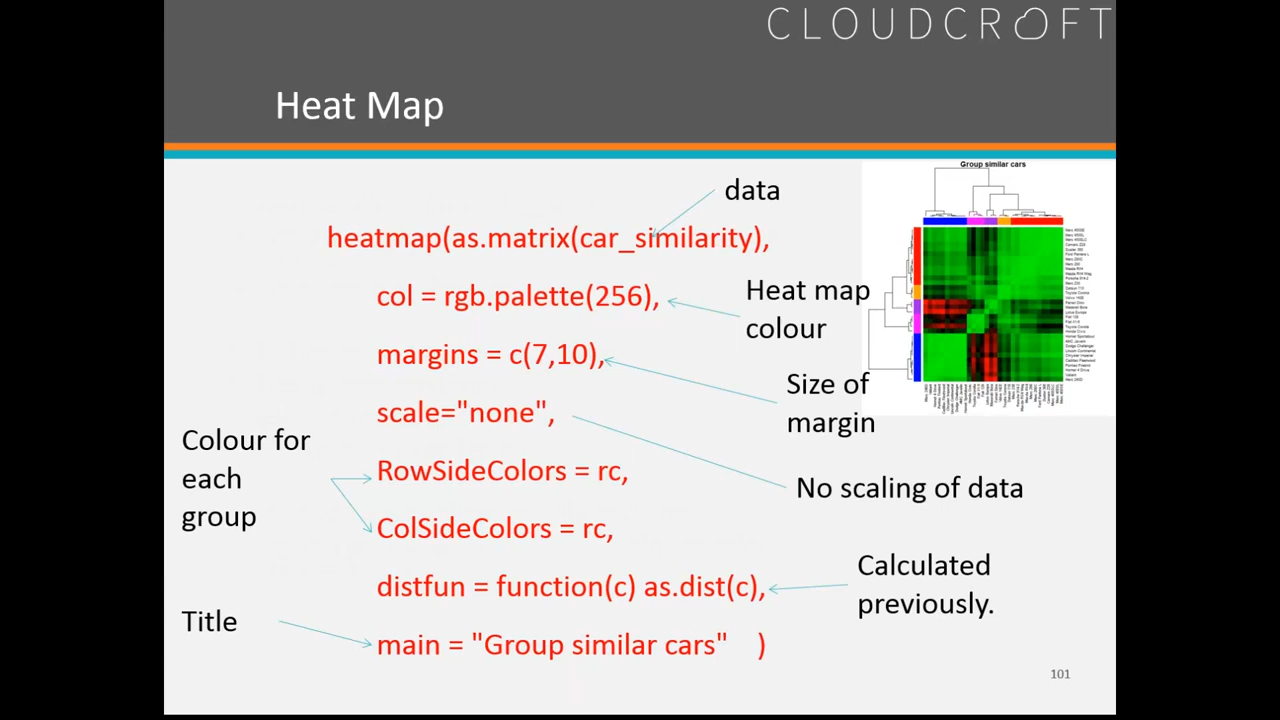 CLOUDCROFT
Heat Map
Group similar cars
data
heatmap(as.matrix(car_similarity),
col = rgb.palette(256),
Heat map
colour
margins = c(7,10),
Size of
margin
scale="none",
Colour for
each
group
RowSideColors = rc,
No scaling of data
ColSideColors = rc,
distfun = function(c) as.dist(c),
Calculated
previously.
Title
main = "Group similar cars"    )
101